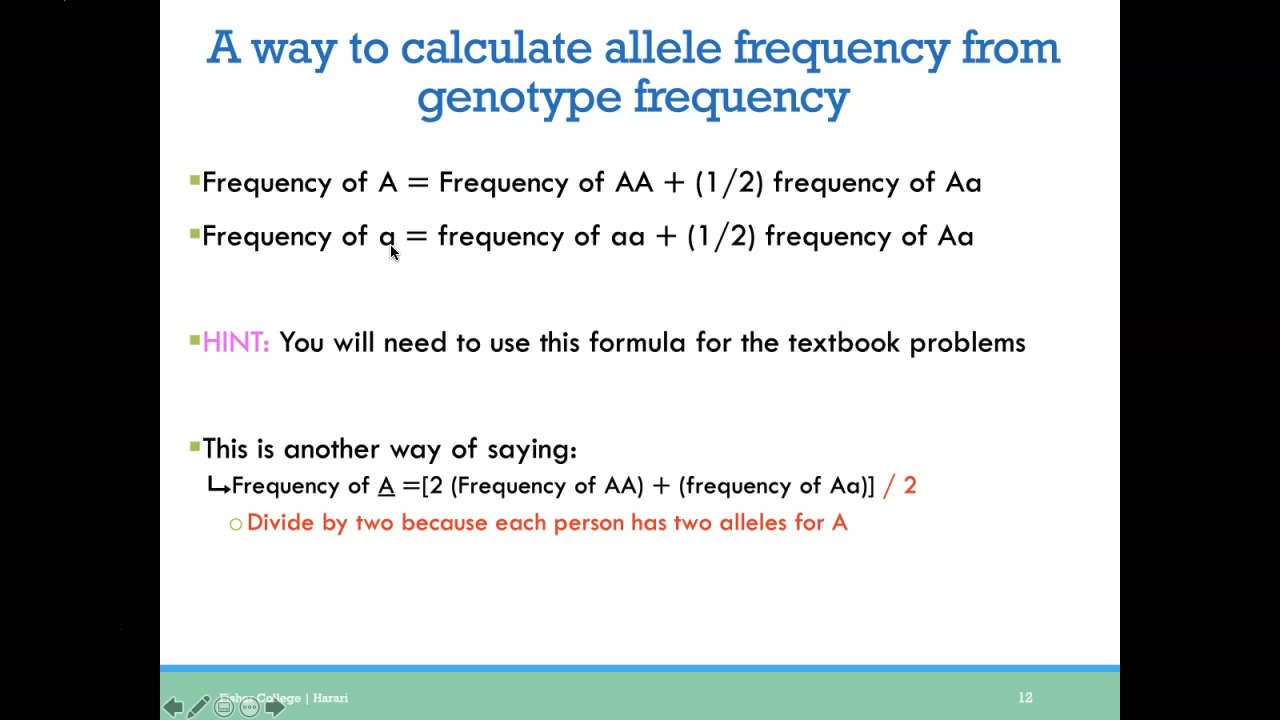 A way to calculate allele frequency from
genotype frequency
Frequency of A = Frequency of AA + (1/2) frequency of Aa
Frequency of a = frequency of aa + (1/2) frequency of Aa
HINT: You will need to use this formula for the textbook problems
This is another way of saying:
Frequency of A =[2 (Frequency of AA) + (frequency of Aa)] / 2
Divide by two because each person has two alleles for A
Fisher College | Harari
12